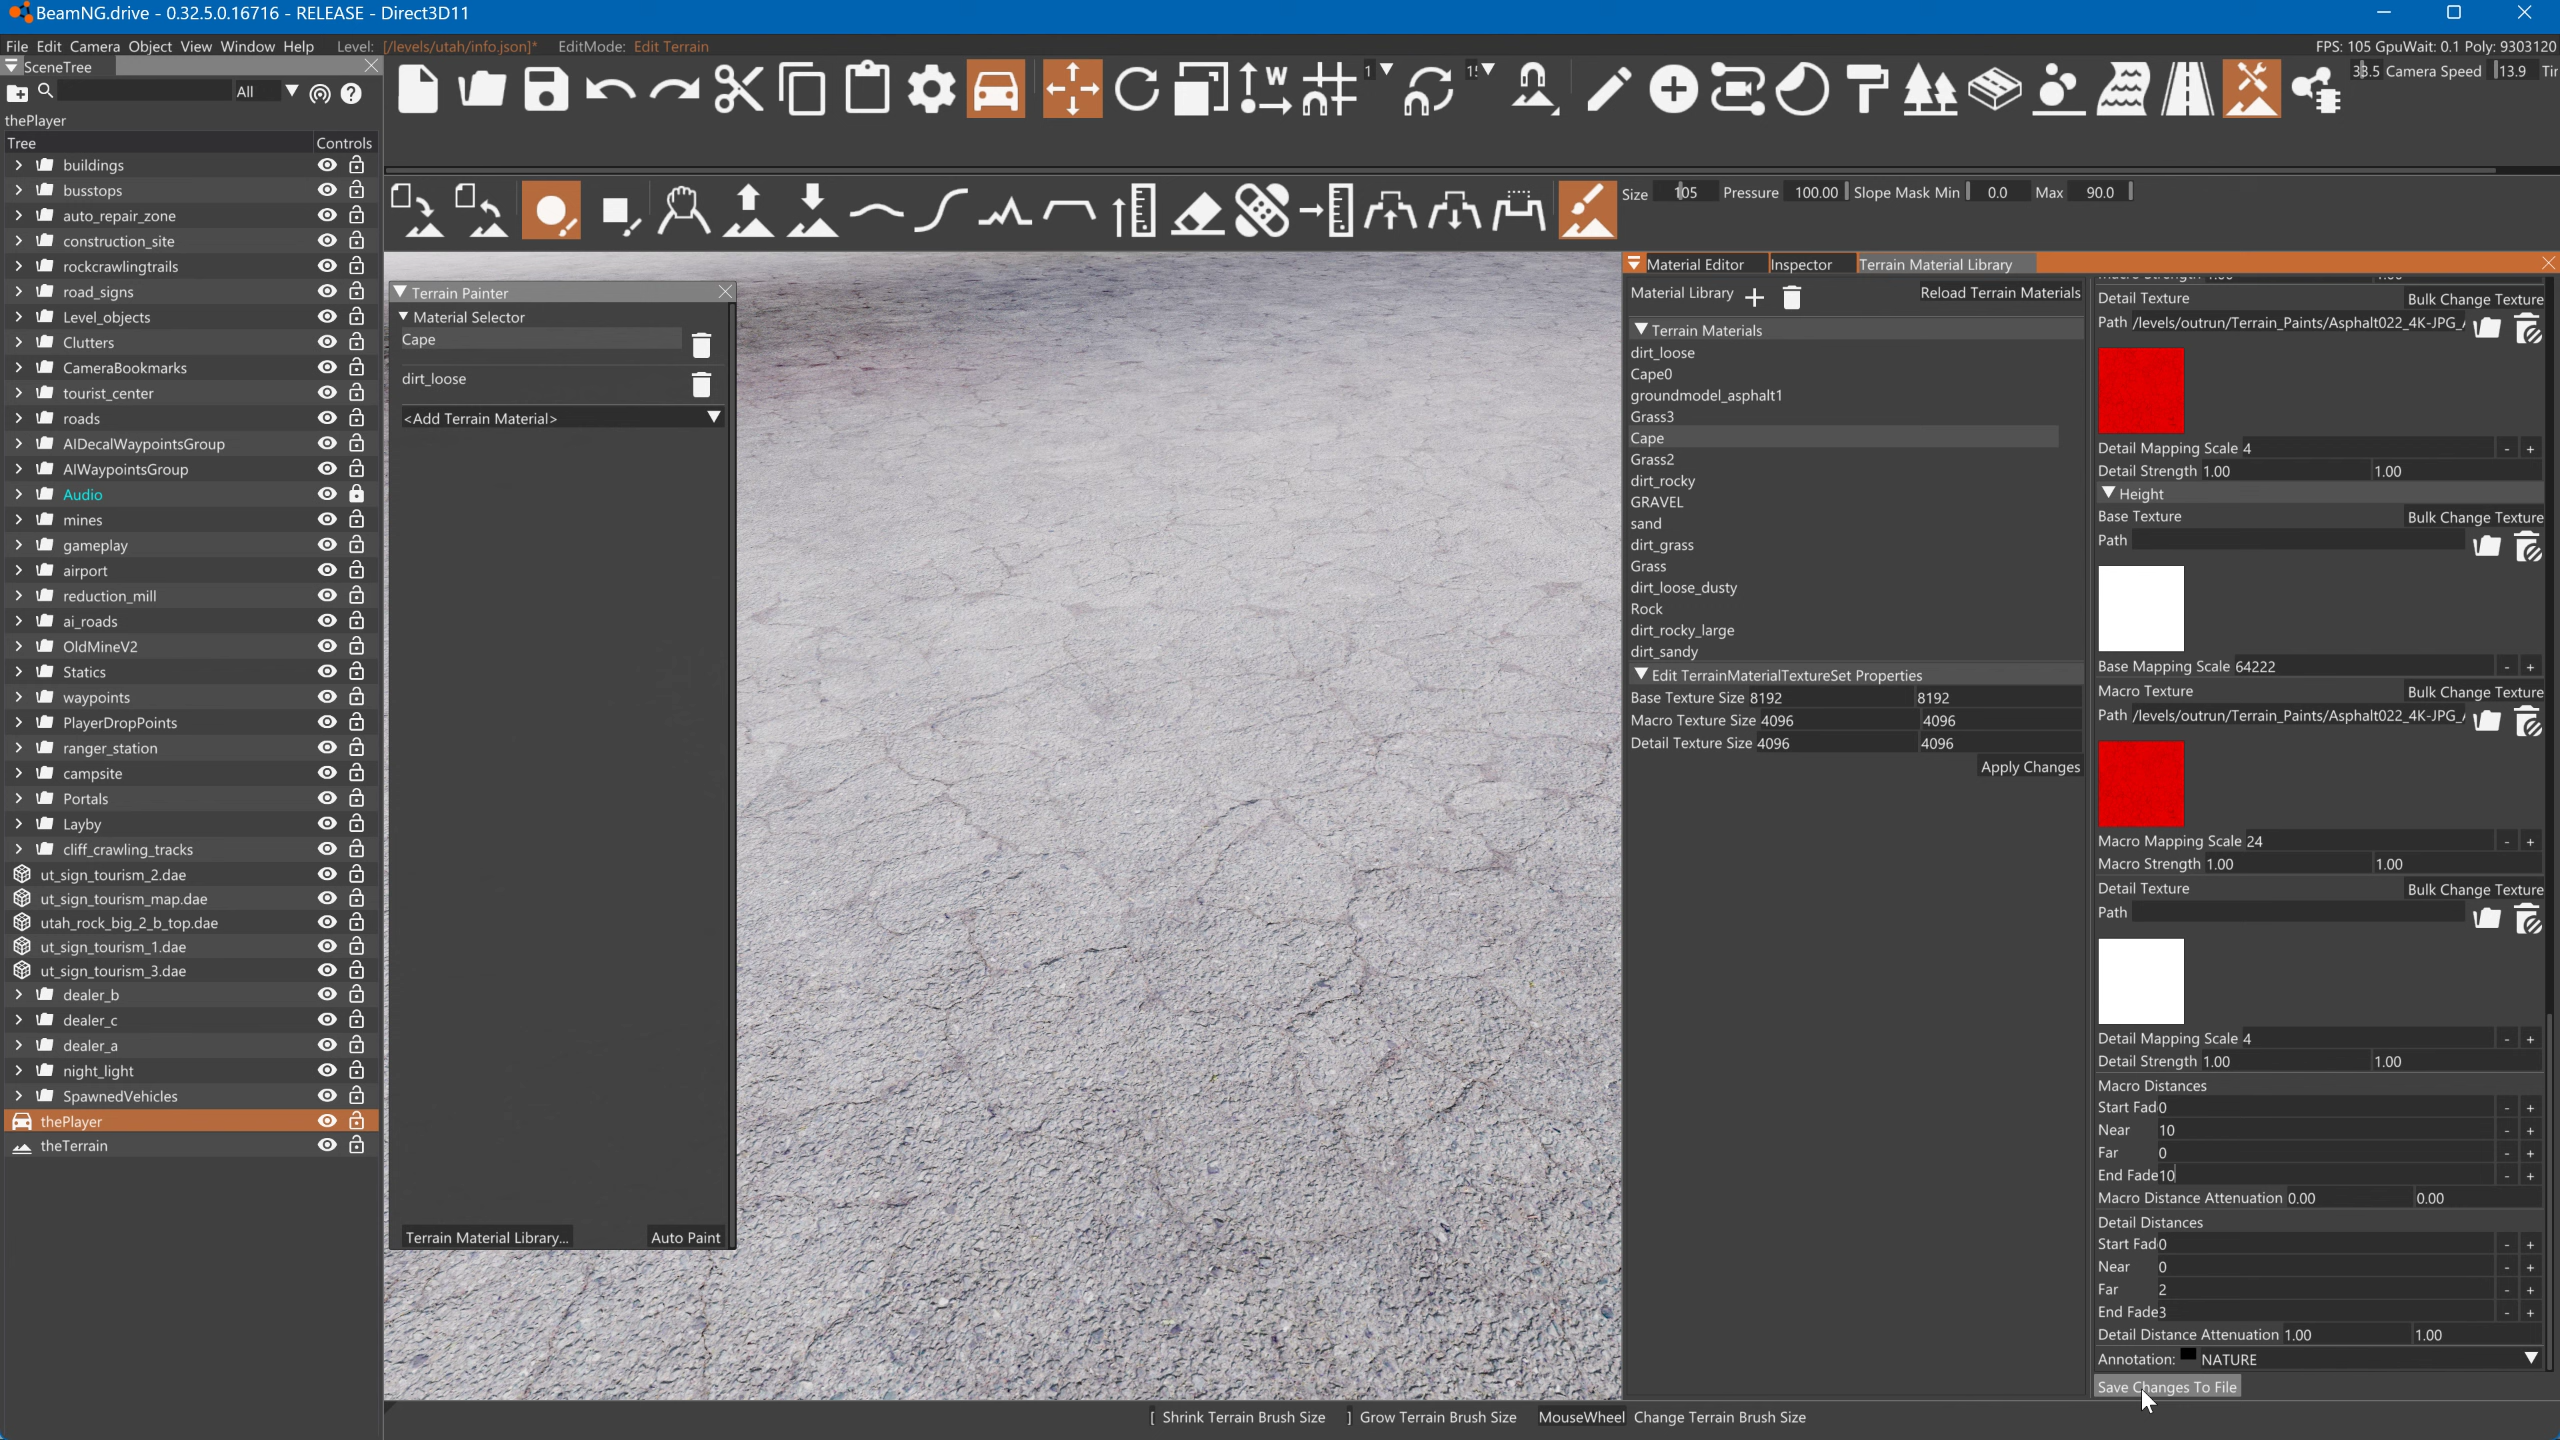 BeamNG.drive - 0.32.5.0.16716 - RELEASE - Direct3D11
File Edit Camera Object View Window Help Level: [/levels/utah/info.json]* EditMode: Edit Terrain
FPS: 105 GpuWait: 0.1 Poly: 9303120
SceneTree
All
thePlayer
Tree Controls
buildings
busstops
auto_repair_zone
construction_site
rockcrawlingtrails
road_signs
Level_objects
Clutters
CameraBookmarks
tourist_center
roads
AIDecalWaypointsGroup
AIWaypointsGroup
Audio
mines
gameplay
airport
reduction_mill
ai_roads
OldMineV2
Statics
waypoints
PlayerDropPoints
ranger_station
campsite
Portals
Layby
cliff_crawling_tracks
ut_sign_tourism_2.dae
ut_sign_tourism_map.dae
utah_rock_big_2_b_top.dae
ut_sign_tourism_1.dae
ut_sign_tourism_3.dae
dealer_b
dealer_c
dealer_a
night_light
SpawnedVehicles
thePlayer
theTerrain
W
1
33.5 Camera Speed 13.9
Size 105 Pressure 100.00 Slope Mask Min 0.0 Max 90.0
Terrain Painter
Material Selector
Cape
dirt_loose
<Add Terrain Material>
Terrain Material Library... Auto Paint
Material Editor Inspector Terrain Material Library
Material Library + Reload Terrain Materials
Terrain Materials
dirt_loose
Cape0
groundmodel_asphalt1
Grass3
Cape
Grass2
dirt_rocky
GRAVEL
sand
dirt_grass
Grass
dirt_loose_dusty
Rock
dirt_rocky_large
dirt_sandy
Edit TerrainMaterialTextureSet Properties
Base Texture Size 8192 8192
Macro Texture Size 4096 4096
Detail Texture Size 4096 4096
Apply Changes
Detail Texture Bulk Change Texture
Path /levels/outrun/Terrain_Paints/Asphalt022_4K-JPG_
Detail Mapping Scale 4 - +
Detail Strength 1.00 1.00
Height
Base Texture Bulk Change Texture
Path
Base Mapping Scale 64222 - +
Macro Texture Bulk Change Texture
Path /levels/outrun/Terrain_Paints/Asphalt022_4K-JPG_
Macro Mapping Scale 24 - +
Macro Strength 1.00 1.00
Detail Texture Bulk Change Texture
Path
Detail Mapping Scale 4 - +
Detail Strength 1.00 1.00
Macro Distances
Start Fad 0 - +
Near 10 - +
Far 0 - +
End Fade 10 - +
Macro Distance Attenuation 0.00 0.00
Detail Distances
Start Fad 0 - +
Near 0 - +
Far 2 - +
End Fade 3 - +
Detail Distance Attenuation 1.00 1.00
Annotation: NATURE
Save Changes To File
[ Shrink Terrain Brush Size ] Grow Terrain Brush Size MouseWheel Change Terrain Brush Size